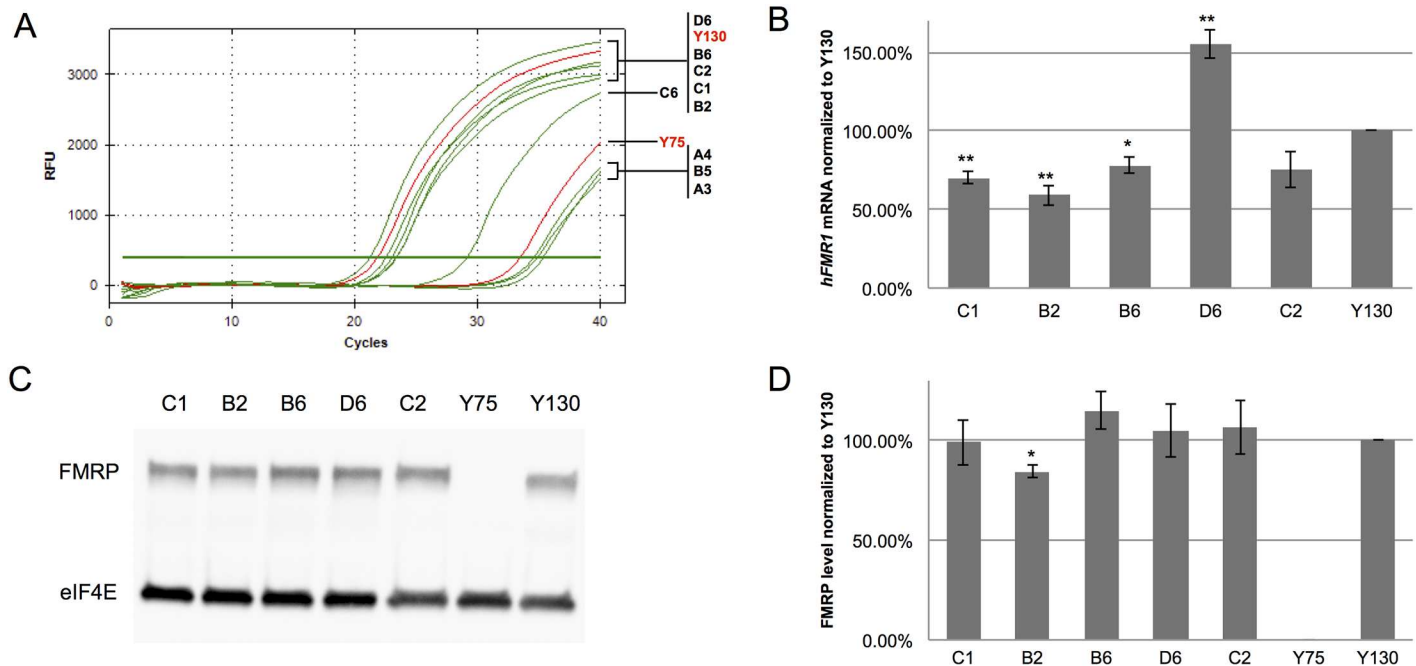 A
RFU
3000
2000
1000
0
0
10
20
30
40
Cycles
D6
Y130
B6
C2
C1
B2
C6
Y75
A4
B5
A3
B
hFMR1 mRNA normalized to Y130
150.00%
100.00%
50.00%
0.00%
**
**
*
**
C1 B2 B6 D6 C2 Y130
C
C1 B2 B6 D6 C2 Y75 Y130
FMRP
eIF4E
D
FMRP level normalized to Y130
100.00%
50.00%
0.00%
*
C1 B2 B6 D6 C2 Y75 Y130